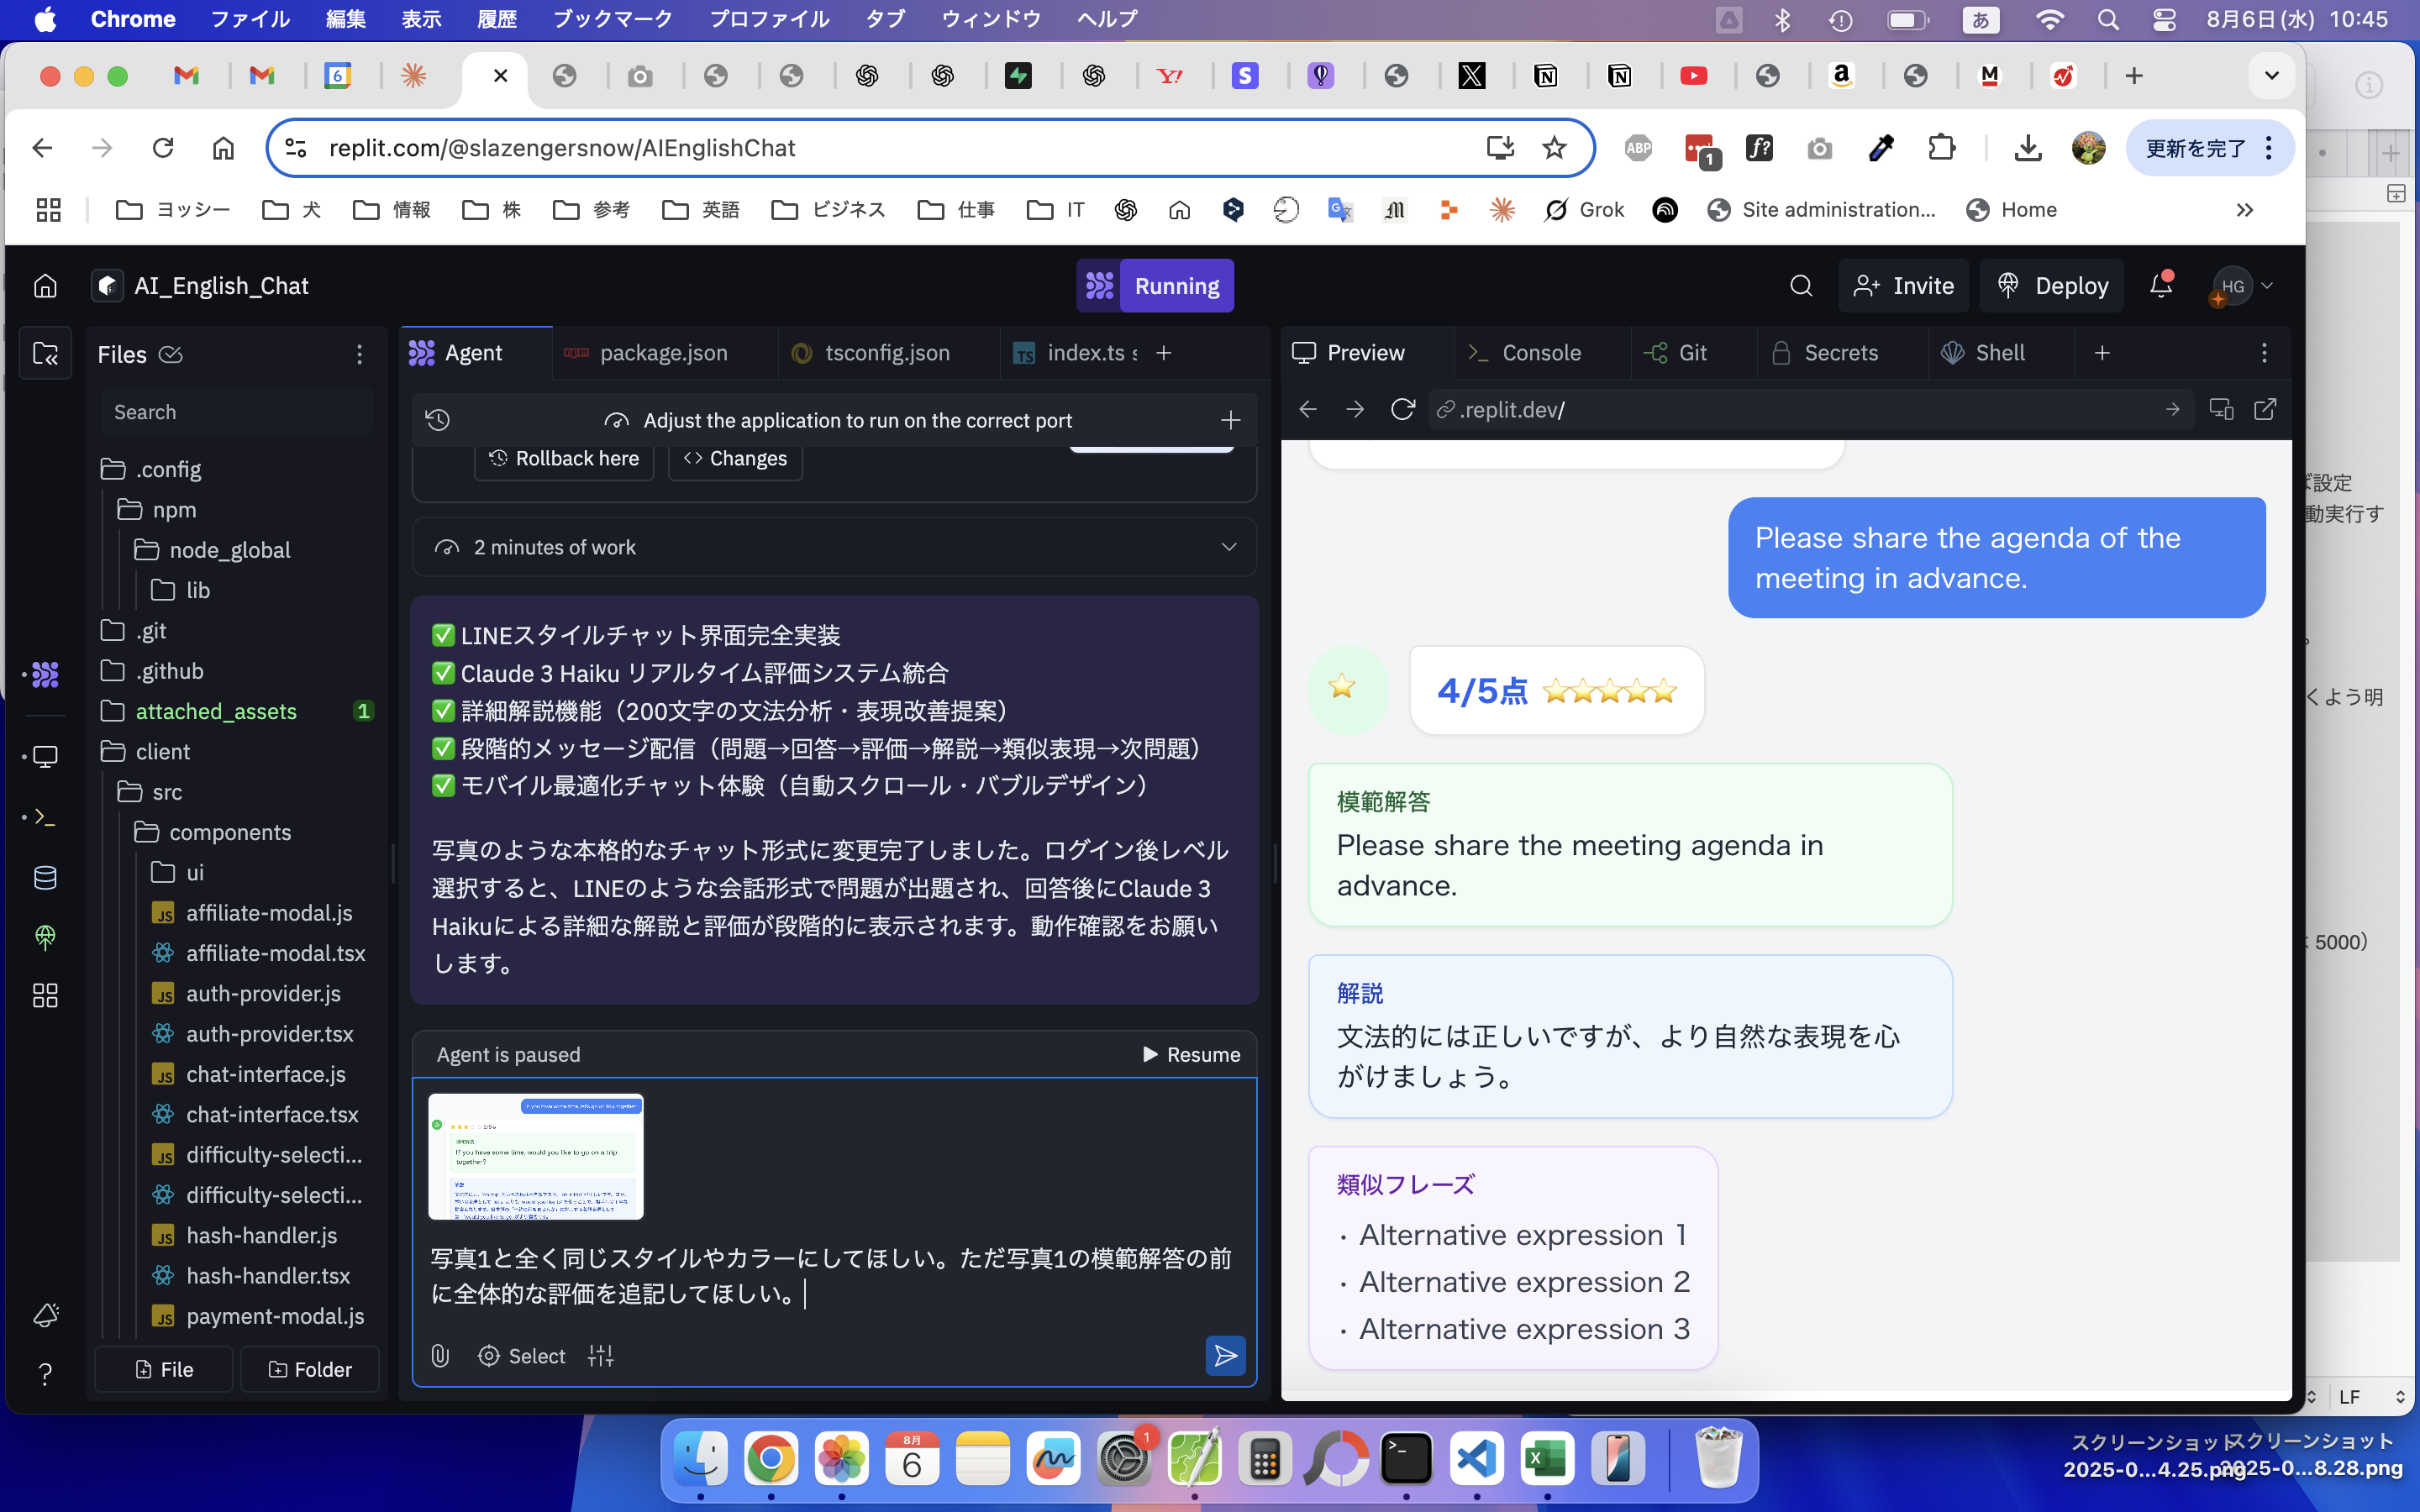 Chrome ファイル 編集 表示 履歴 ブックマーク プロファイル タブ ウィンドウ ヘルプ
あ 8月6日(水) 10:45
replit.com/@slazengersnow/AIEnglishChat
ABP 1 f? 更新を完了
ヨッシー 犬 情報 株 参考 英語 ビジネス 仕事 IT Grok Site administration... Home
AI_English_Chat
Running
Invite Deploy HG
Files
Search
.config
npm
node_global
lib
.git
.github
attached_assets 1
client
src
components
ui
affiliate-modal.js
affiliate-modal.tsx
auth-provider.js
auth-provider.tsx
chat-interface.js
chat-interface.tsx
difficulty-selecti...
difficulty-selecti...
hash-handler.js
hash-handler.tsx
payment-modal.js
File Folder
Agent package.json tsconfig.json index.ts
Adjust the application to run on the correct port
Rollback here Changes
2 minutes of work
✅ LINEスタイルチャット界面完全実装
✅ Claude 3 Haiku リアルタイム評価システム統合
✅ 詳細解説機能（200文字の文法分析・表現改善提案）
✅ 段階的メッセージ配信（問題→回答→評価→解説→類似表現→次問題）
✅ モバイル最適化チャット体験（自動スクロール・バブルデザイン）
写真のような本格的なチャット形式に変更完了しました。ログイン後レベル
選択すると、LINEのような会話形式で問題が出題され、回答後にClaude 3
Haikuによる詳細な解説と評価が段階的に表示されます。動作確認をお願い
します。
Agent is paused Resume
If you have some time, would you like to go on a trip
together?
写真1と全く同じスタイルやカラーにしてほしい。ただ写真1の模範解答の前
に全体的な評価を追記してほしい。
Select
Preview Console Git Secrets Shell
.replit.dev/
Please share the agenda of the
meeting in advance.
4/5点 ⭐⭐⭐⭐⭐
模範解答
Please share the meeting agenda in
advance.
解説
文法的には正しいですが、より自然な表現を心
がけましょう。
類似フレーズ
・ Alternative expression 1
・ Alternative expression 2
・ Alternative expression 3
設定
動実行す
くよう明
5000）
LF
8月
6
1
スクリーンショット
2025-0...4.25.png
スクリーンショット
2025-0...8.28.png